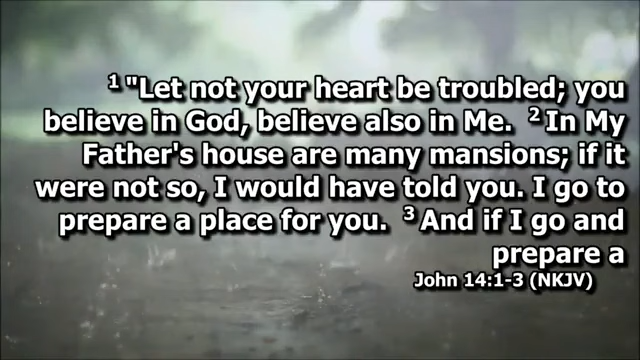 1 "Let not your heart be troubled; you
believe in God, believe also in Me. 2 In My
Father's house are many mansions; if it
were not so, I would have told you. I go to
prepare a place for you. 3 And if I go and
prepare a
John 14:1-3 (NKJV)